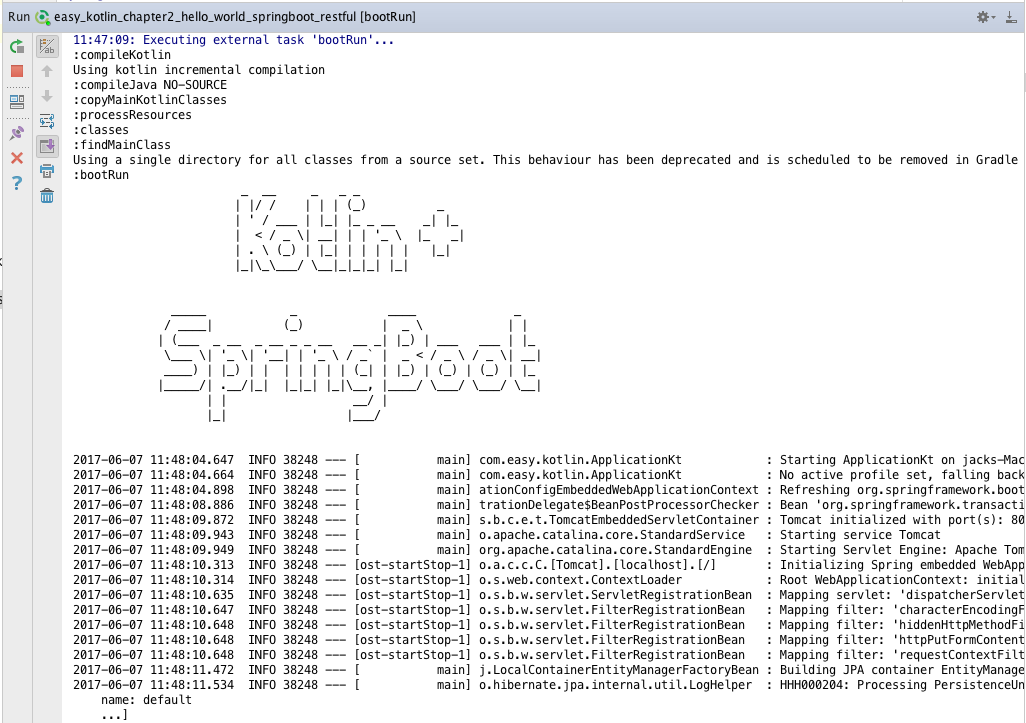 Run easy_kotlin_chapter2_hello_world_springboot_restful [bootRun]
11:47:09: Executing external task 'bootRun'...
:compileKotlin
Using kotlin incremental compilation
:compileJava NO-SOURCE
:copyMainKotlinClasses
:processResources
:classes
:findMainClass
Using a single directory for all classes from a source set. This behaviour has been deprecated and is scheduled to be removed in Gradle
:bootRun
Kotlin +
SpringBoot
2017-06-07 11:48:04.647  INFO 38248 --- [           main] com.easy.kotlin.ApplicationKt            : Starting ApplicationKt on jacks-Mac
2017-06-07 11:48:04.664  INFO 38248 --- [           main] com.easy.kotlin.ApplicationKt            : No active profile set, falling back
2017-06-07 11:48:04.898  INFO 38248 --- [           main] ationConfigEmbeddedWebApplicationContext : Refreshing org.springframework.boot
2017-06-07 11:48:08.886  INFO 38248 --- [           main] trationDelegate$BeanPostProcessorChecker : Bean 'org.springframework.transacti
2017-06-07 11:48:09.872  INFO 38248 --- [           main] s.b.c.e.t.TomcatEmbeddedServletContainer : Tomcat initialized with port(s): 80
2017-06-07 11:48:09.943  INFO 38248 --- [           main] o.apache.catalina.core.StandardService   : Starting service Tomcat
2017-06-07 11:48:09.949  INFO 38248 --- [           main] org.apache.catalina.core.StandardEngine  : Starting Servlet Engine: Apache Tom
2017-06-07 11:48:10.313  INFO 38248 --- [ost-startStop-1] o.a.c.c.C.[Tomcat].[localhost].[/]       : Initializing Spring embedded WebApp
2017-06-07 11:48:10.314  INFO 38248 --- [ost-startStop-1] o.s.web.context.ContextLoader            : Root WebApplicationContext: initial
2017-06-07 11:48:10.635  INFO 38248 --- [ost-startStop-1] o.s.b.w.servlet.ServletRegistrationBean  : Mapping servlet: 'dispatcherServlet
2017-06-07 11:48:10.647  INFO 38248 --- [ost-startStop-1] o.s.b.w.servlet.FilterRegistrationBean   : Mapping filter: 'characterEncodingF
2017-06-07 11:48:10.648  INFO 38248 --- [ost-startStop-1] o.s.b.w.servlet.FilterRegistrationBean   : Mapping filter: 'hiddenHttpMethodFi
2017-06-07 11:48:10.648  INFO 38248 --- [ost-startStop-1] o.s.b.w.servlet.FilterRegistrationBean   : Mapping filter: 'httpPutFormContent
2017-06-07 11:48:10.648  INFO 38248 --- [ost-startStop-1] o.s.b.w.servlet.FilterRegistrationBean   : Mapping filter: 'requestContextFilt
2017-06-07 11:48:11.472  INFO 38248 --- [           main] j.LocalContainerEntityManagerFactoryBean : Building JPA container EntityManage
2017-06-07 11:48:11.534  INFO 38248 --- [           main] o.hibernate.jpa.internal.util.LogHelper  : HHH000204: Processing PersistenceUn
name: default
...]